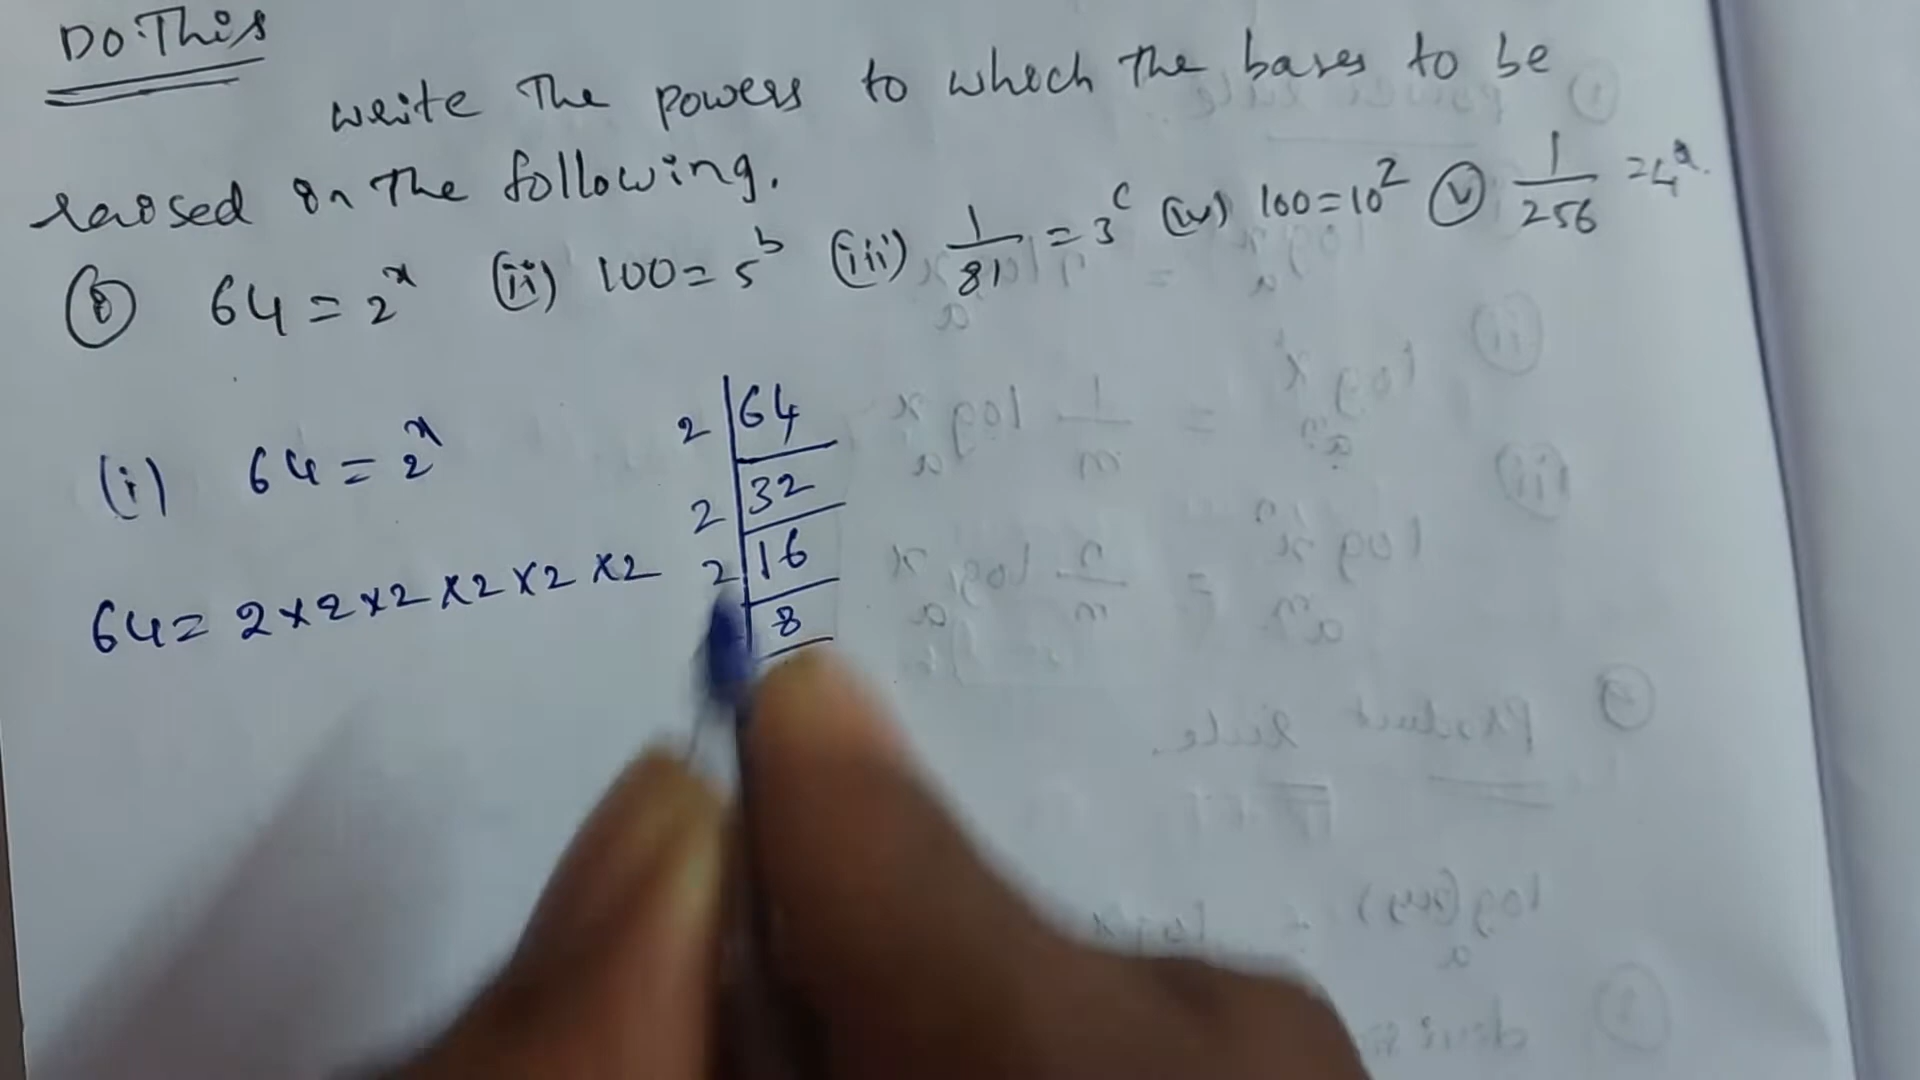 Do This
write The powers to which the bases to be
raised in The following.
(i) 64 = 2^x (ii) 100 = 5^b (iii) 1/81 = 3^c (iv) 100 = 10^2 (v) 1/256 = 4^a.
(i) 64 = 2^x
64 = 2×2×2×2×2×2
2 | 64
2 | 32
2 | 16
8